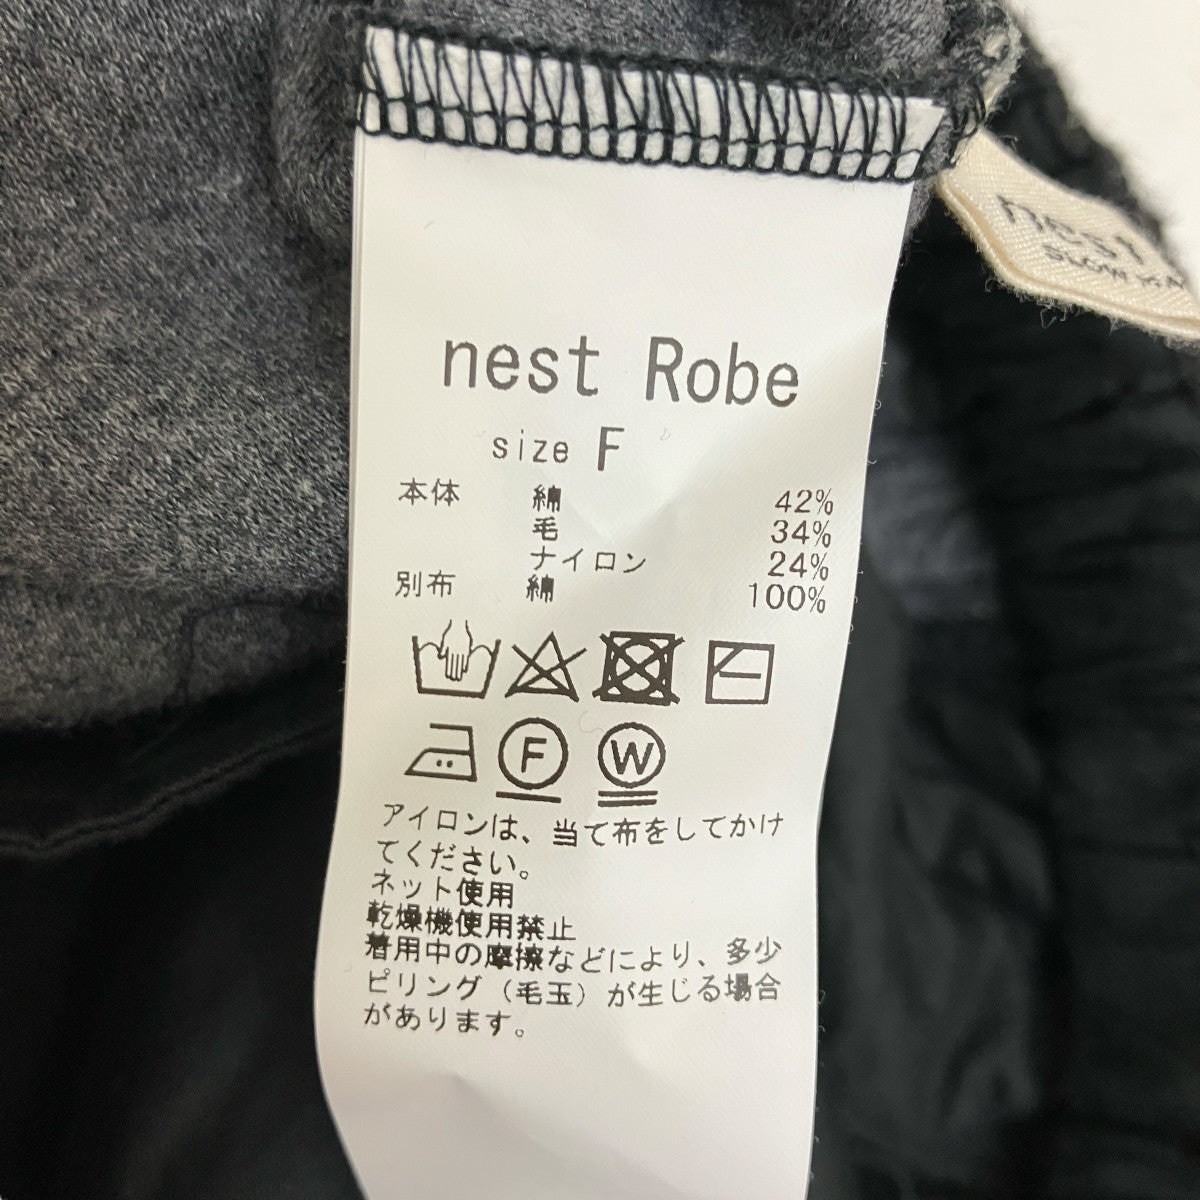 nest Robe
size F
本体 綿 42%
毛 34%
ナイロン 24%
別布 綿 100%
F W
アイロンは、当て布をしてかけ
てください。
ネット使用
乾燥機使用禁止
着用中の摩擦などにより、多少
ピリング（毛玉）が生じる場合
があります。
nest
SLOW